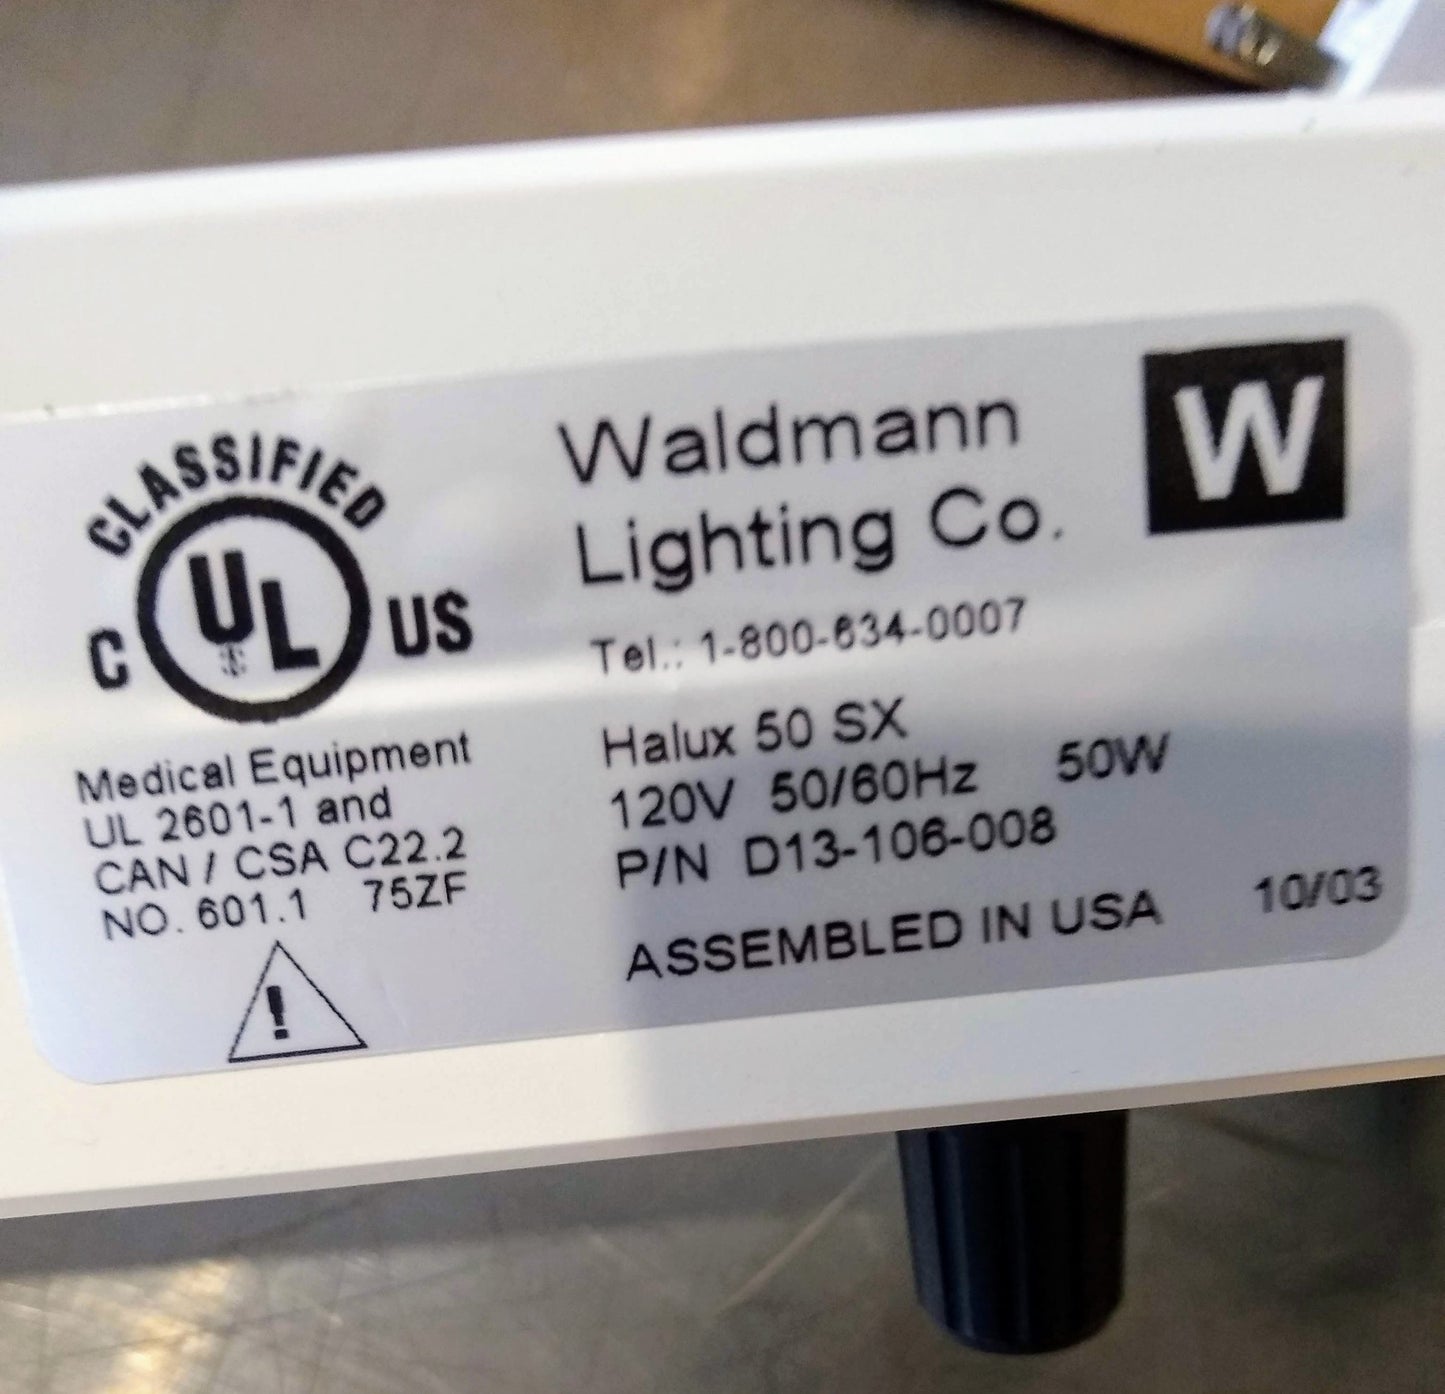 CLASSIFIED
C UL US
Medical Equipment
UL 2601-1 and
CAN / CSA C22.2
NO. 601.1 75ZF
!
Waldmann
Lighting Co.
W
Tel.: 1-800-634-0007
Halux 50 SX
120V 50/60Hz 50W
P/N D13-106-008
ASSEMBLED IN USA 10/03